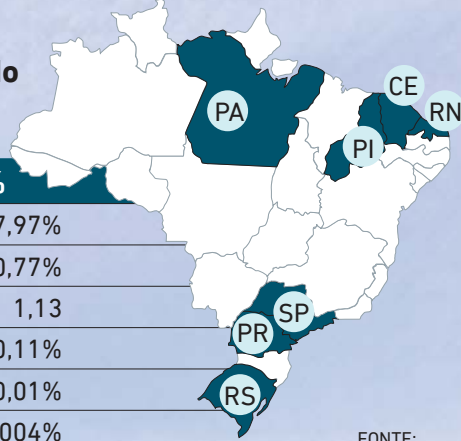 CE
RN
PA
PI
%
7,97%
0,77%
1,13
SP
PR
0,11%
0,01%
RS
004%
FONTE: